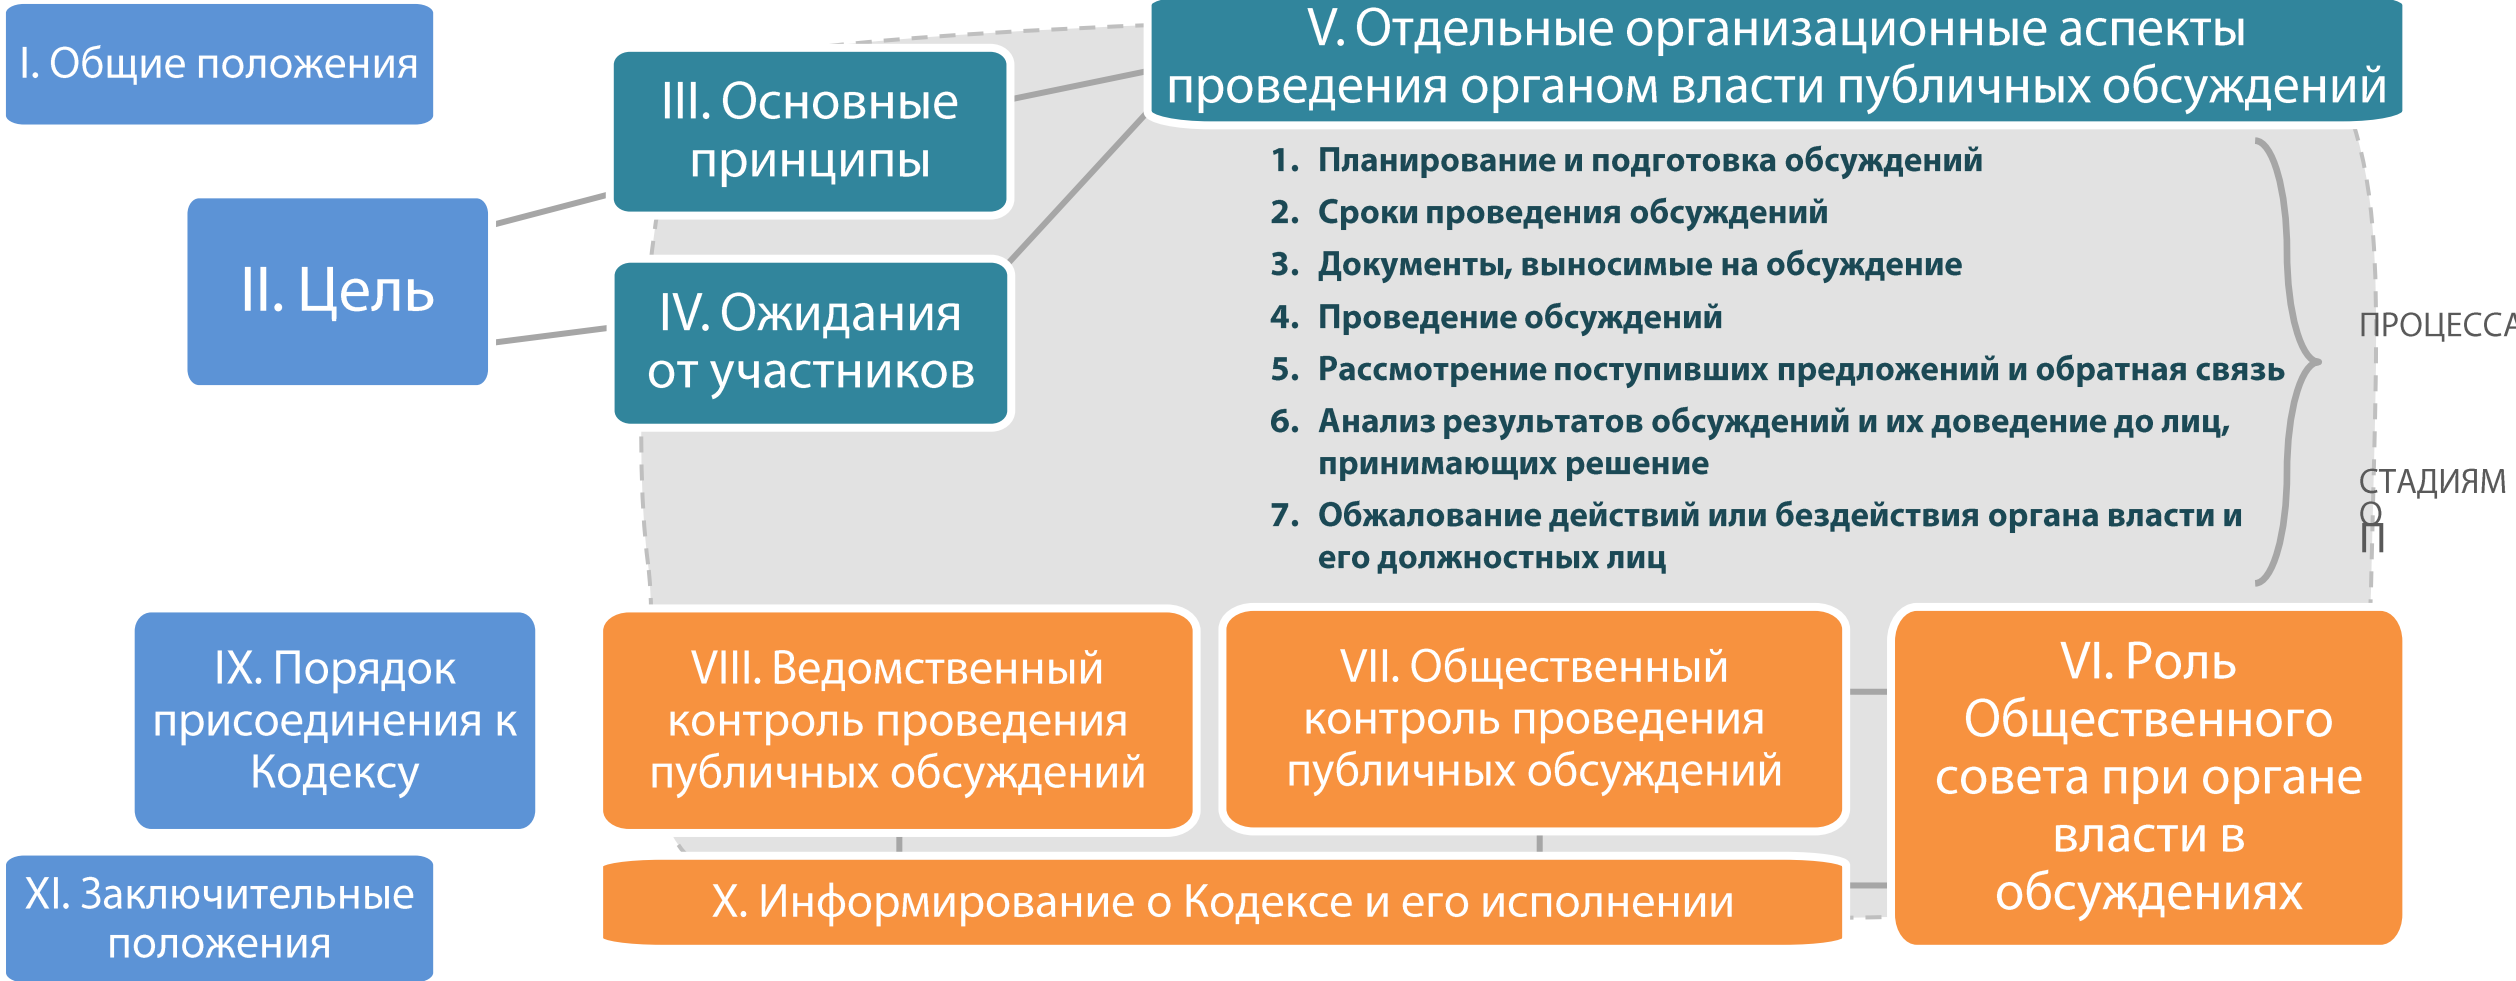 I. Общие положения
II. Цель
III. Основные
принципы
IV. Ожидания
от участников
V. Отдельные организационные аспекты
проведения органом власти публичных обсуждений
1. Планирование и подготовка обсуждений
2. Сроки проведения обсуждений
3. Документы, выносимые на обсуждение
4. Проведение обсуждений
5. Рассмотрение поступивших предложений и обратная связь
6. Анализ результатов обсуждений и их доведение до лиц,
принимающих решение
7. Обжалование действий или бездействия органа власти и
его должностных лиц
ПРОЦЕССА
СТАДИЯМ
О
П
IX. Порядок
присоединения к
Кодексу
VIII. Ведомственный
контроль проведения
публичных обсуждений
VII. Общественный
контроль проведения
публичных обсуждений
VI. Роль
Общественного
совета при органе
власти в
обсуждениях
XI. Заключительные
положения
X. Информирование о Кодексе и его исполнении